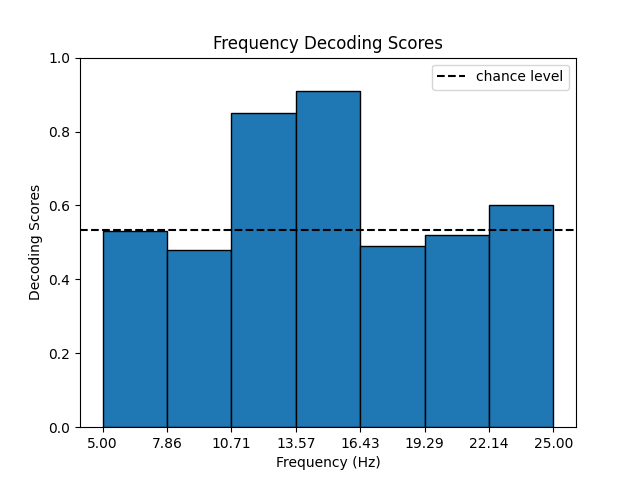 Frequency Decoding Scores
chance level
1.0
0.8
0.6
0.4
0.2
0.0
Decoding Scores
5.00 7.86 10.71 13.57 16.43 19.29 22.14 25.00
Frequency (Hz)